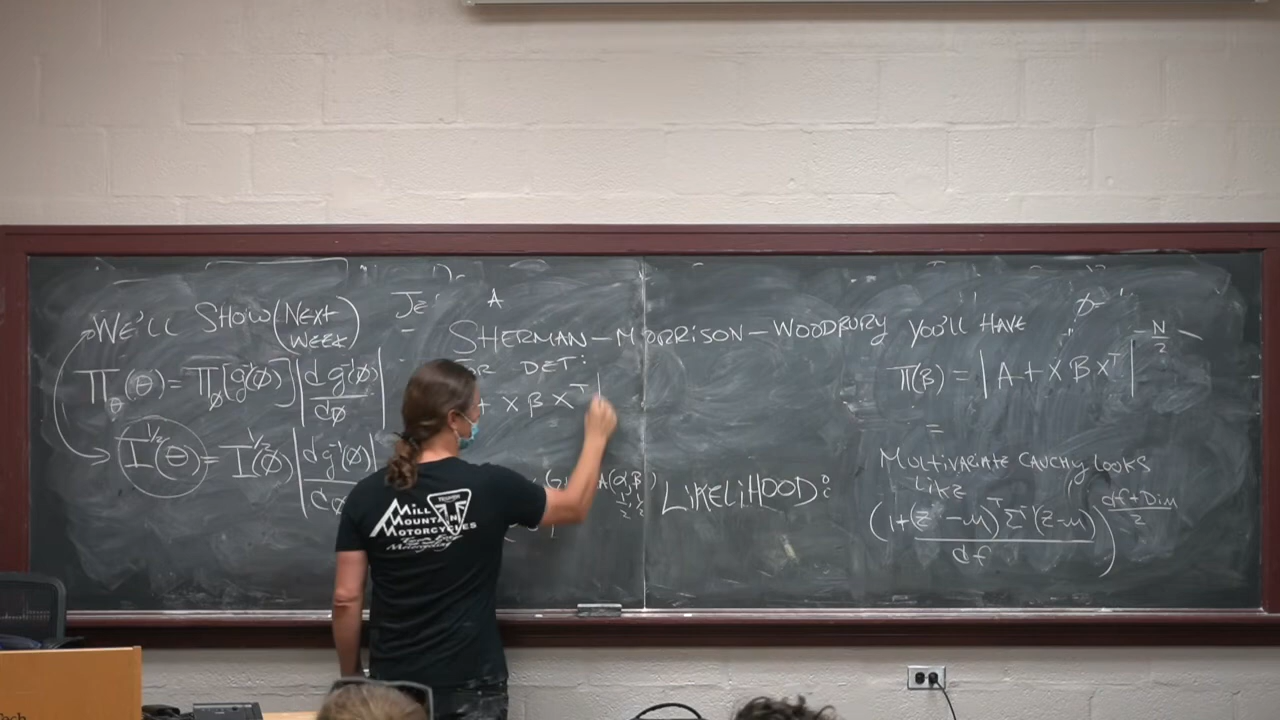 WE'LL SHOW (NEXT WEEK)
Π_θ(θ) = Π_φ[g⁻¹(φ)] |d g⁻¹(φ) / dφ|
I^{1/2}(θ) = I^{1/2}(φ) |d g⁻¹(φ) / dφ|
A
SHERMAN-MORRISON-WOODBURY YOU'LL HAVE
FOR DET:
+ X β X^T |
LIKELIHOOD:
π(β) = |A + X B X^T|^{-N/2}
=
MULTIVARIATE CAUCHY LOOKS
LIKE
(1 + (z - μ)^T Σ⁻¹ (z - μ) / df)^{(df + Dim)/2}
MILL
MOUNTAIN
MOTORCYCLES
TRIUMPH